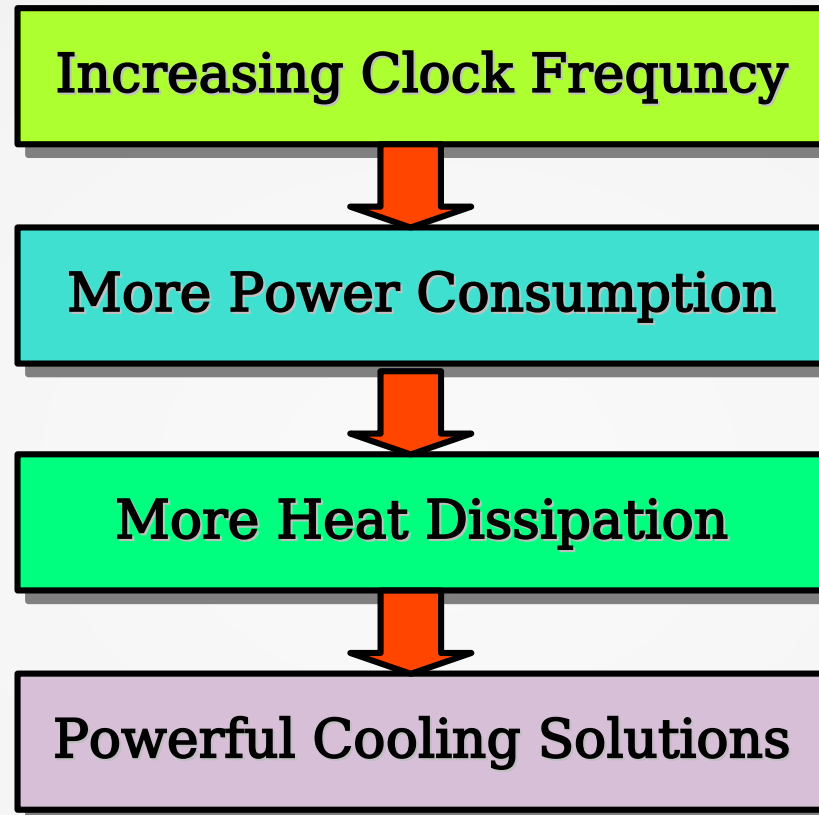 Increasing Clock Frequncy
More Power Consumption
More Heat Dissipation
Powerful Cooling Solutions